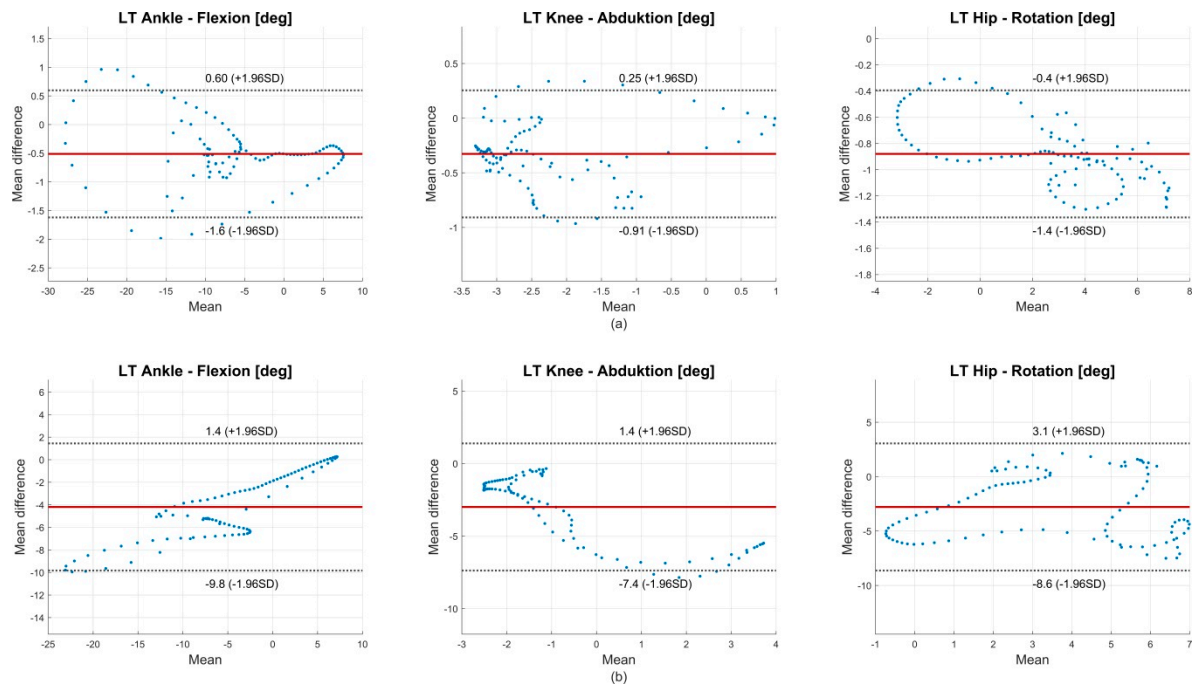 LT Ankle - Flexion [deg]
1.5
1
0.5
0
-0.5
-1
-1.5
-2
-2.5
Mean difference
0.60 (+1.96SD)
-1.6 (-1.96SD)
-30 -25 -20 -15 -10 -5 0 5 10
Mean
LT Knee - Abduktion [deg]
0.5
0
-0.5
-1
Mean difference
0.25 (+1.96SD)
-0.91 (-1.96SD)
-3.5 -3 -2.5 -2 -1.5 -1 -0.5 0 0.5 1
Mean
LT Hip - Rotation [deg]
0
-0.2
-0.4
-0.6
-0.8
-1
-1.2
-1.4
-1.6
-1.8
Mean difference
-0.4 (+1.96SD)
-1.4 (-1.96SD)
-4 -2 0 2 4 6 8
Mean
(a)
LT Ankle - Flexion [deg]
6
4
2
0
-2
-4
-6
-8
-10
-12
-14
Mean difference
1.4 (+1.96SD)
-9.8 (-1.96SD)
-25 -20 -15 -10 -5 0 5 10
Mean
LT Knee - Abduktion [deg]
5
0
-5
-10
Mean difference
1.4 (+1.96SD)
-7.4 (-1.96SD)
-3 -2 -1 0 1 2 3 4
Mean
LT Hip - Rotation [deg]
5
0
-5
-10
Mean difference
3.1 (+1.96SD)
-8.6 (-1.96SD)
-1 0 1 2 3 4 5 6 7
Mean
(b)